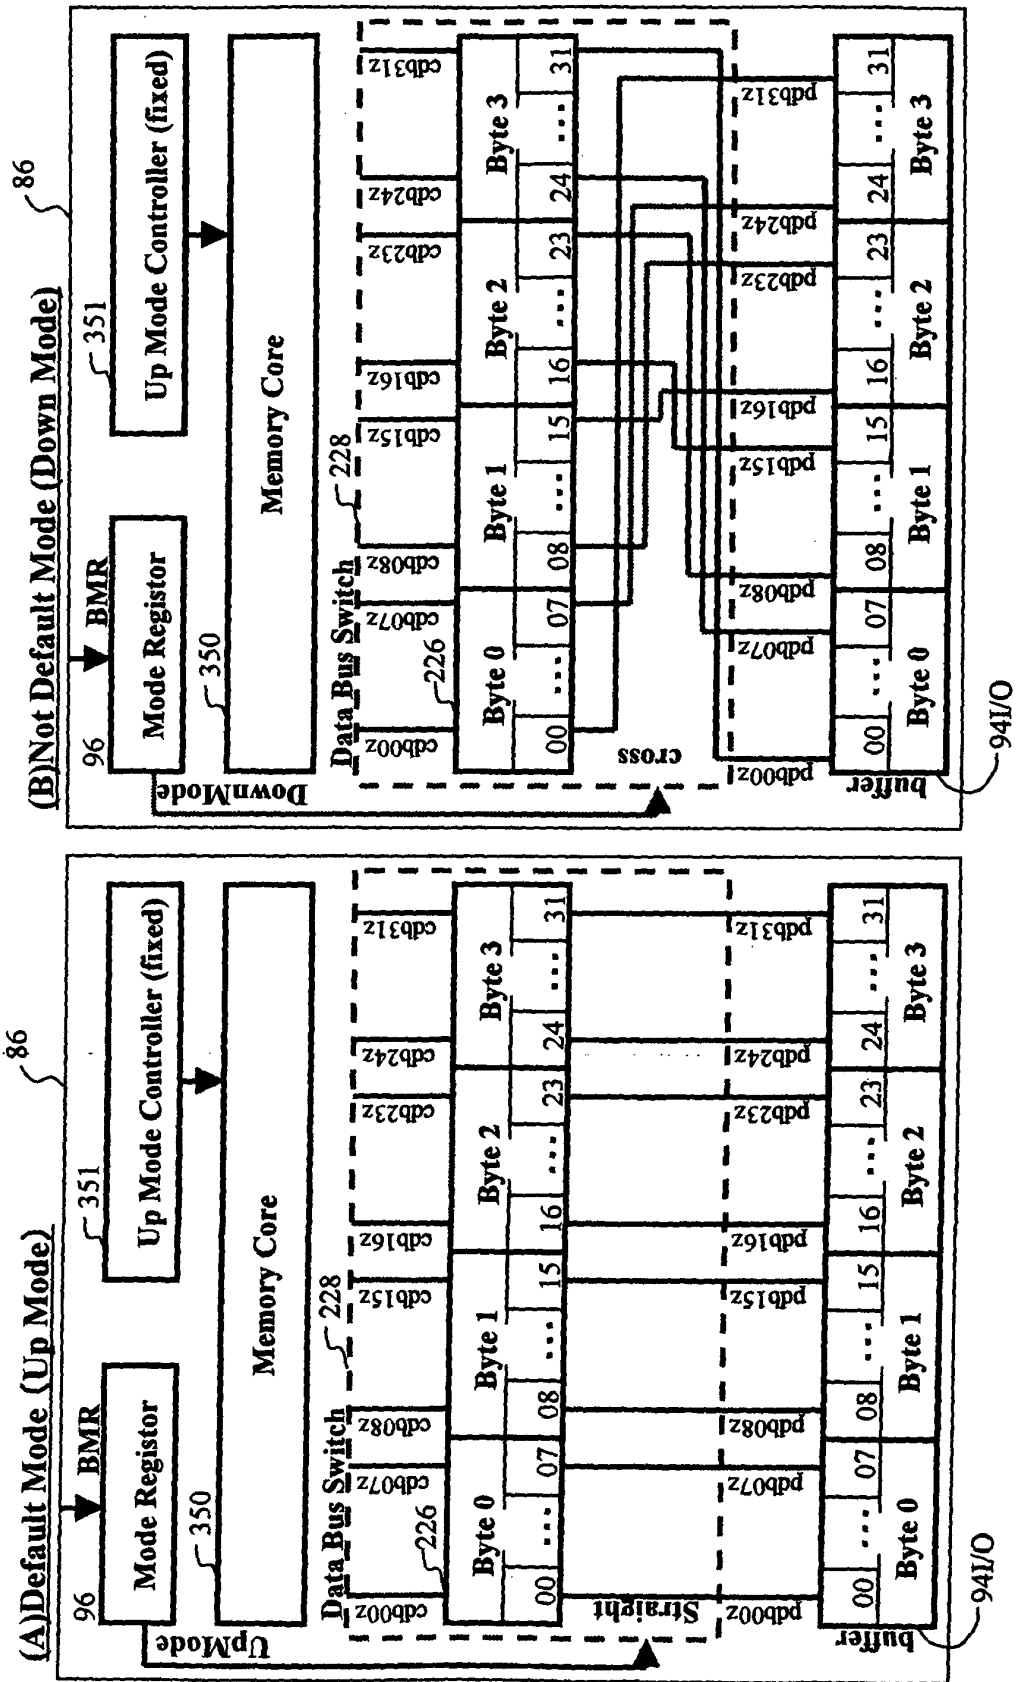 (A)Default Mode (Up Mode)
86
BMR
96
351
Mode Registor
Up Mode Controller (fixed)
UpMode
350
Memory Core
Data Bus Switch
228
cdb00z
cdb07z
cdb08z
cdb15z
cdb16z
cdb23z
cdb24z
cdb31z
226
Byte 0
Byte 1
Byte 2
Byte 3
00 ... 07 08 ... 15 16 ... 23 24 ... 31
Straight
pdb00z
pdb07z
pdb08z
pdb15z
pdb16z
pdb23z
pdb24z
pdb31z
buffer
00 ... 07 08 ... 15 16 ... 23 24 ... 31
Byte 0
Byte 1
Byte 2
Byte 3
94I/O
(B)Not Default Mode (Down Mode)
86
BMR
96
351
Mode Registor
Up Mode Controller (fixed)
DownMode
350
Memory Core
Data Bus Switch
228
cdb00z
cdb07z
cdb08z
cdb15z
cdb16z
cdb23z
cdb24z
cdb31z
226
Byte 0
Byte 1
Byte 2
Byte 3
00 ... 07 08 ... 15 16 ... 23 24 ... 31
cross
pdb00z
pdb07z
pdb08z
pdb15z
pdb16z
pdb23z
pdb24z
pdb31z
buffer
00 ... 07 08 ... 15 16 ... 23 24 ... 31
Byte 0
Byte 1
Byte 2
Byte 3
94I/O